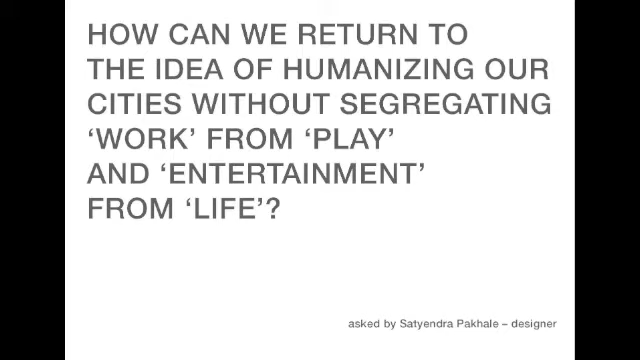 HOW CAN WE RETURN TO
THE IDEA OF HUMANIZING OUR
CITIES WITHOUT SEGREGATING
‘WORK’ FROM ‘PLAY’
AND ‘ENTERTAINMENT’
FROM ‘LIFE’?
asked by Satyendra Pakhale – designer